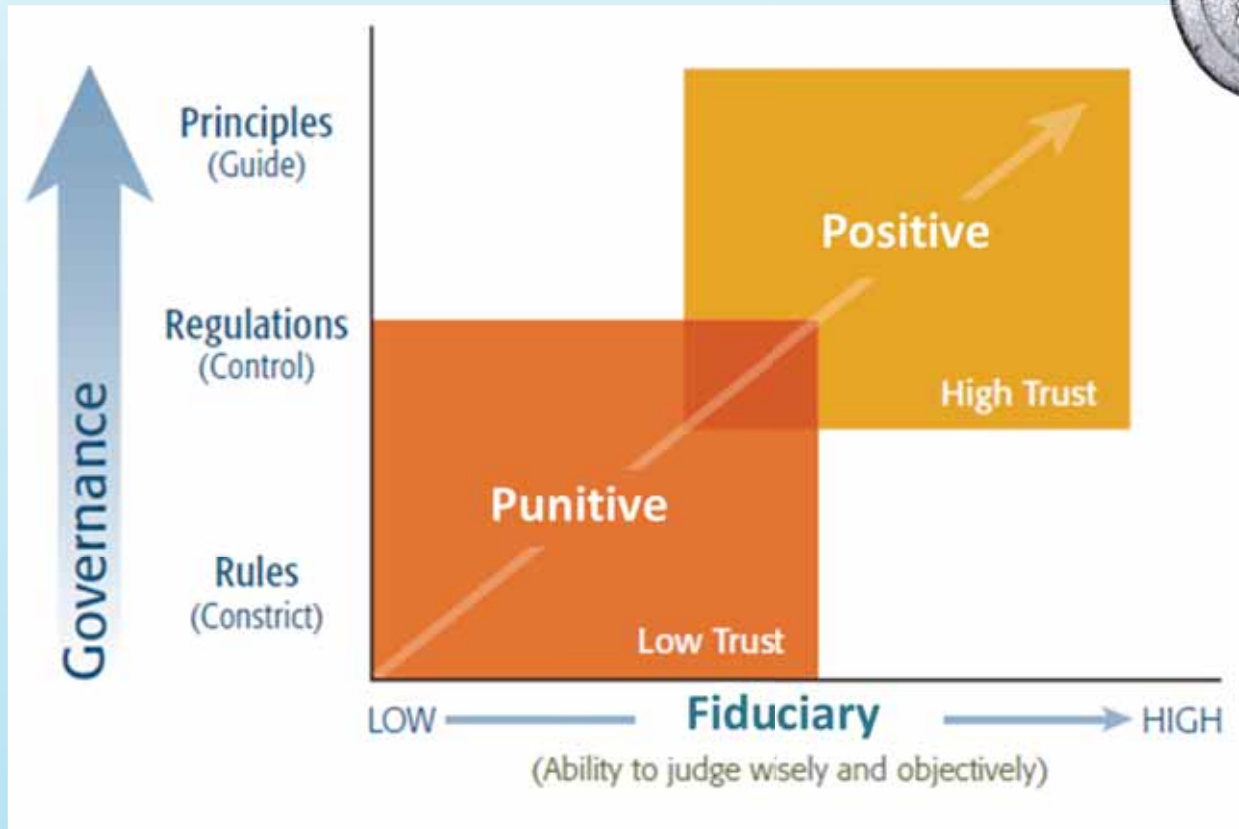 Governance
Principles
(Guide)
Regulations
(Control)
Rules
(Constrict)
Positive
High Trust
Punitive
Low Trust
LOW Fiduciary HIGH
(Ability to judge wisely and objectively)